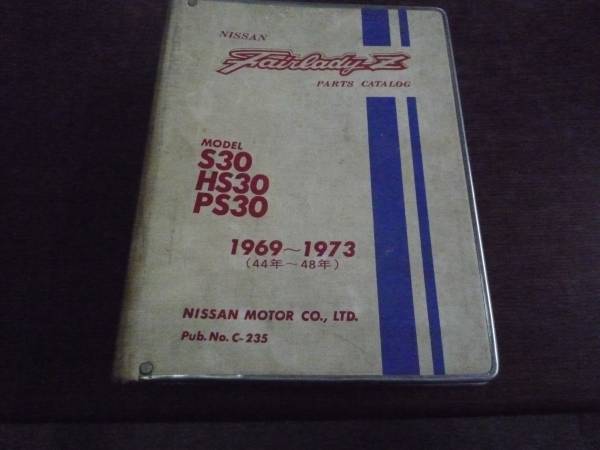 NISSAN
Fairlady Z
PARTS CATALOG
MODEL
S30
HS30
PS30
1969~1973
(44年~48年)
NISSAN MOTOR CO., LTD.
Pub. No. C-235